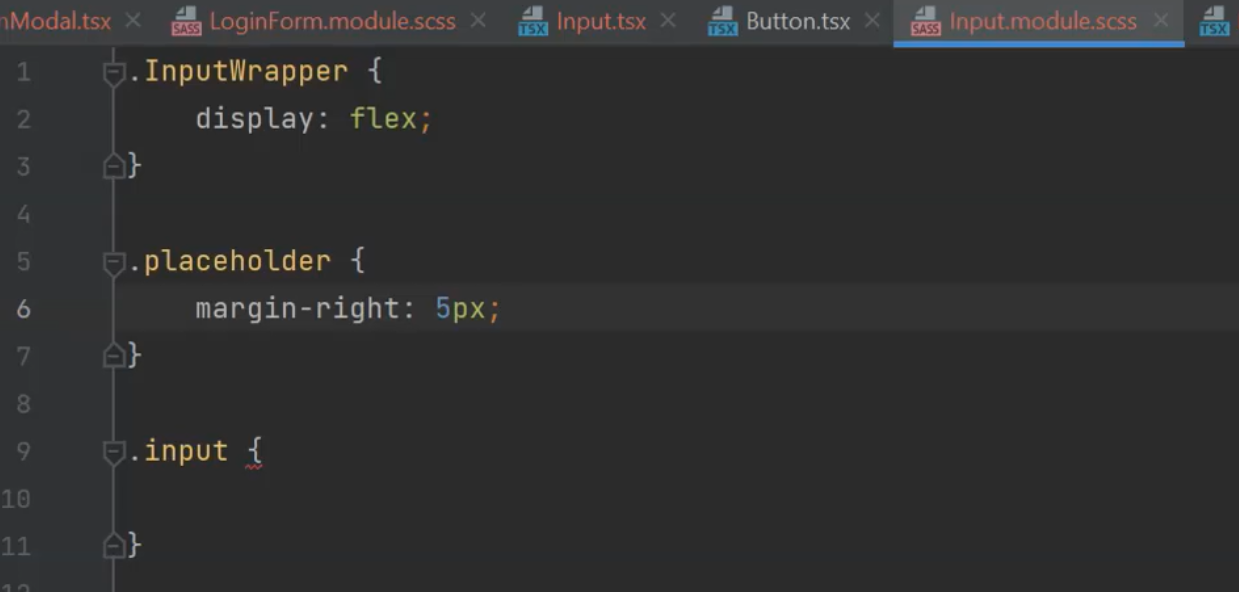 nModal.tsx LoginForm.module.scss Input.tsx Button.tsx Input.module.scss
SASS TSX TSX SASS TSX
1 .InputWrapper {
2 display: flex;
3 }
4
5 .placeholder {
6 margin-right: 5px;
7 }
8
9 .input {
10
11 }